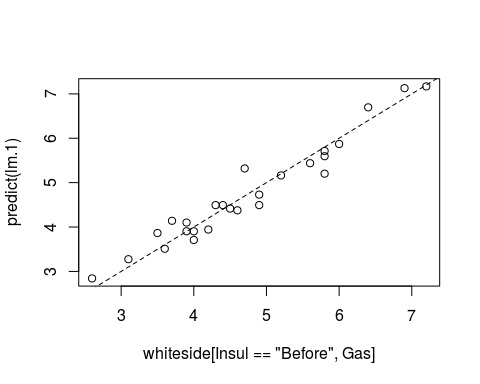 7
6
5
4
3
predict(lm.1)
3 4 5 6 7
whiteside[Insul == "Before", Gas]